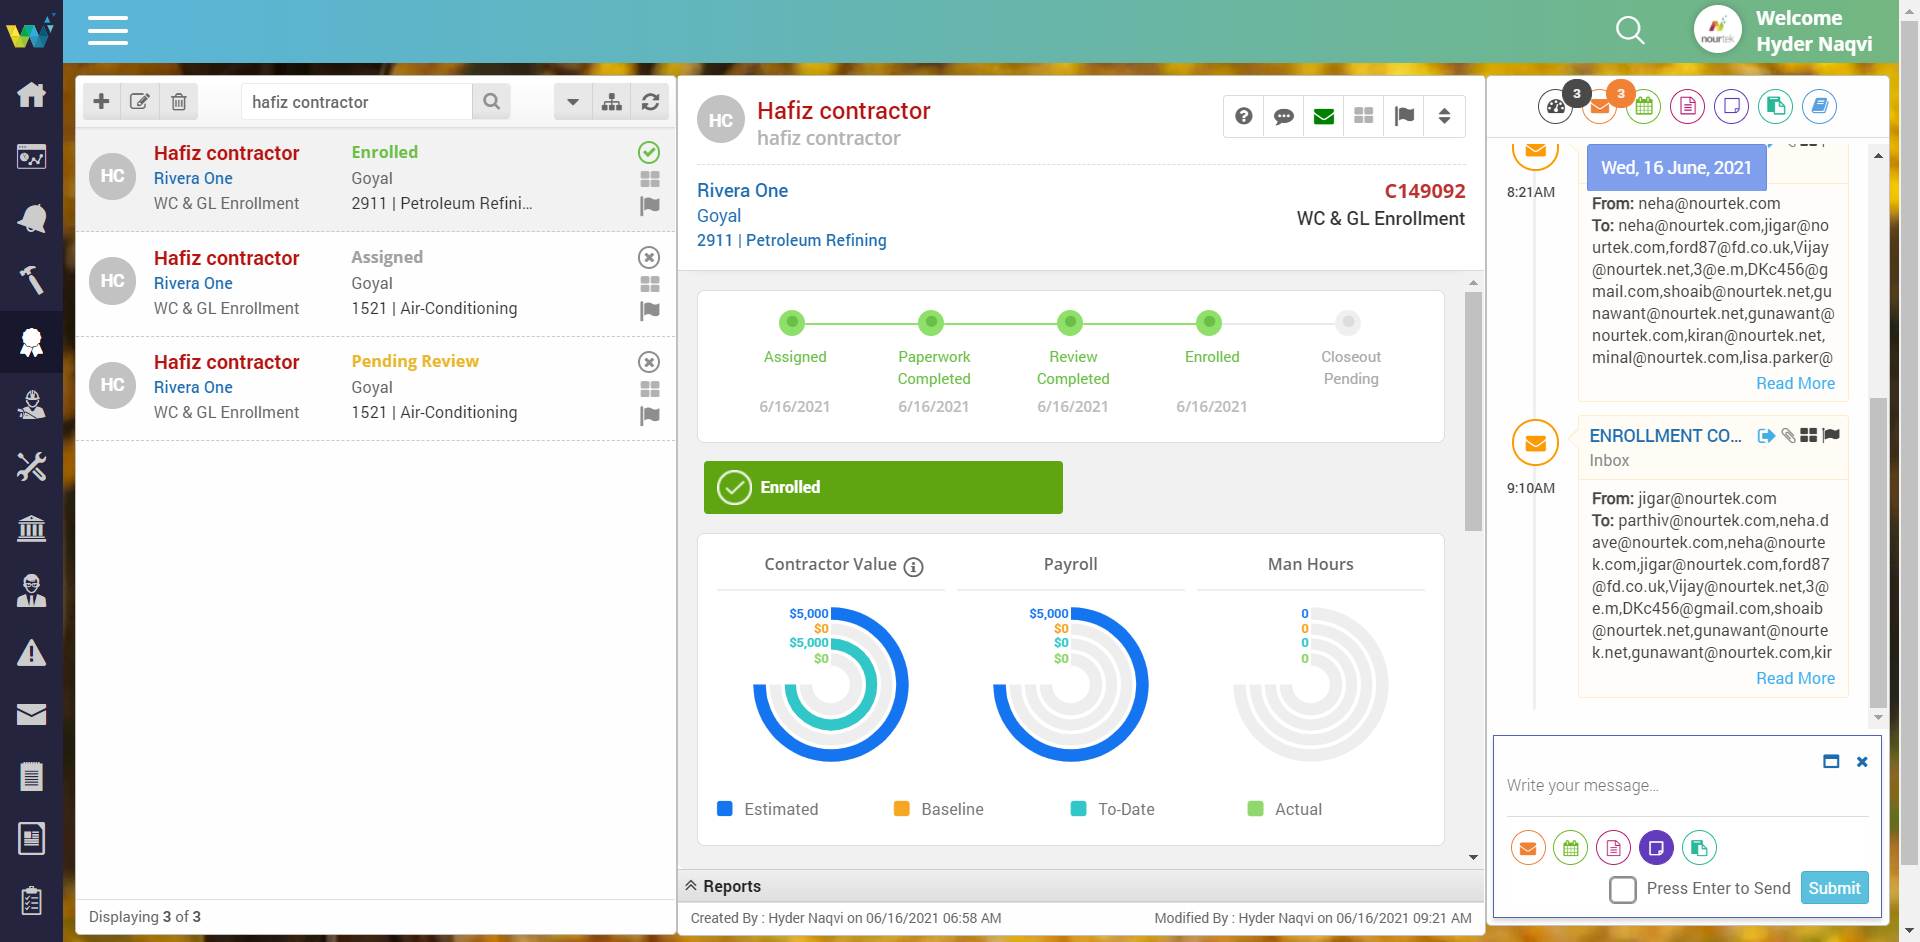 Welcome
Hyder Naqvi
nourtek
hafiz contractor
HC
Hafiz contractor
Enrolled
Rivera One
Goyal
WC & GL Enrollment
2911 | Petroleum Refini...
HC
Hafiz contractor
Assigned
Rivera One
Goyal
WC & GL Enrollment
1521 | Air-Conditioning
HC
Hafiz contractor
Pending Review
Rivera One
Goyal
WC & GL Enrollment
1521 | Air-Conditioning
Displaying 3 of 3
HC
Hafiz contractor
hafiz contractor
Rivera One
C149092
Goyal
WC & GL Enrollment
2911 | Petroleum Refining
Assigned
Paperwork
Completed
Review
Completed
Enrolled
Closeout
Pending
6/16/2021
6/16/2021
6/16/2021
6/16/2021
Enrolled
Contractor Value
Payroll
Man Hours
$5,000
$0
$5,000
$0
$5,000
$0
$0
$0
0
0
0
0
Estimated
Baseline
To-Date
Actual
Reports
Created By : Hyder Naqvi on 06/16/2021 06:58 AM
Modified By : Hyder Naqvi on 06/16/2021 09:21 AM
3
3
Wed, 16 June, 2021
8:21AM
From: neha@nourtek.com
To: neha@nourtek.com,jigar@no
urtek.com,ford87@fd.co.uk,Vijay
@nourtek.net,3@e.m,DKc456@g
mail.com,shoaib@nourtek.net,gu
nawant@nourtek.net,gunawant@
nourtek.com,kiran@nourtek.net,
minal@nourtek.com,lisa.parker@
Read More
ENROLLMENT CO...
Inbox
9:10AM
From: jigar@nourtek.com
To: parthiv@nourtek.com,neha.d
ave@nourtek.com,neha@nourte
k.com,jigar@nourtek.com,ford87
@fd.co.uk,Vijay@nourtek.net,3@
e.m,DKc456@gmail.com,shoaib
@nourtek.net,gunawant@nourte
k.net,gunawant@nourtek.com,kir
Read More
Write your message...
Press Enter to Send
Submit